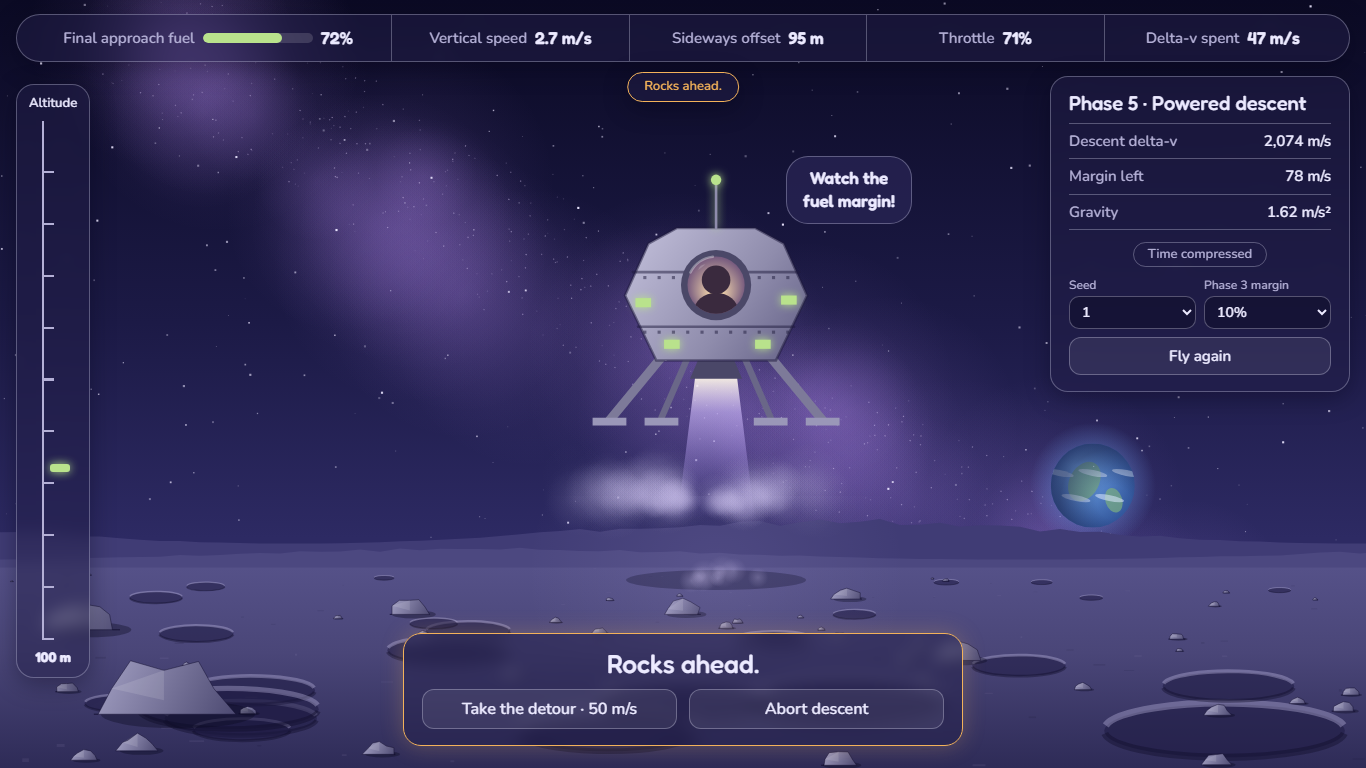 Final approach fuel 72%
Vertical speed 2.7 m/s
Sideways offset 95 m
Throttle 71%
Delta-v spent 47 m/s
Rocks ahead.
Altitude
100 m
Watch the
fuel margin!
Phase 5 · Powered descent
Descent delta-v 2,074 m/s
Margin left 78 m/s
Gravity 1.62 m/s²
Time compressed
Seed Phase 3 margin
1 10%
Fly again
Rocks ahead.
Take the detour · 50 m/s Abort descent